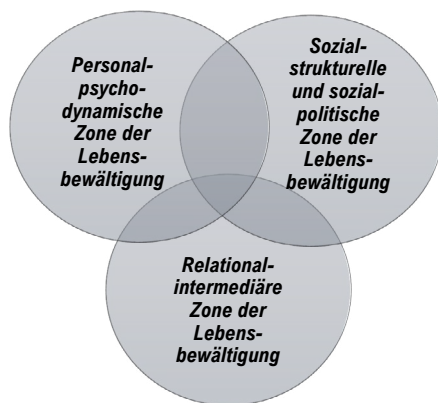 Personal-
psycho-
dynamische
Zone der
Lebens-
bewältigung
Sozial-
strukturelle
und sozial-
politische
Zone der
Lebens-
bewältigung
Relational-
intermediäre
Zone der
Lebens-
bewältigung